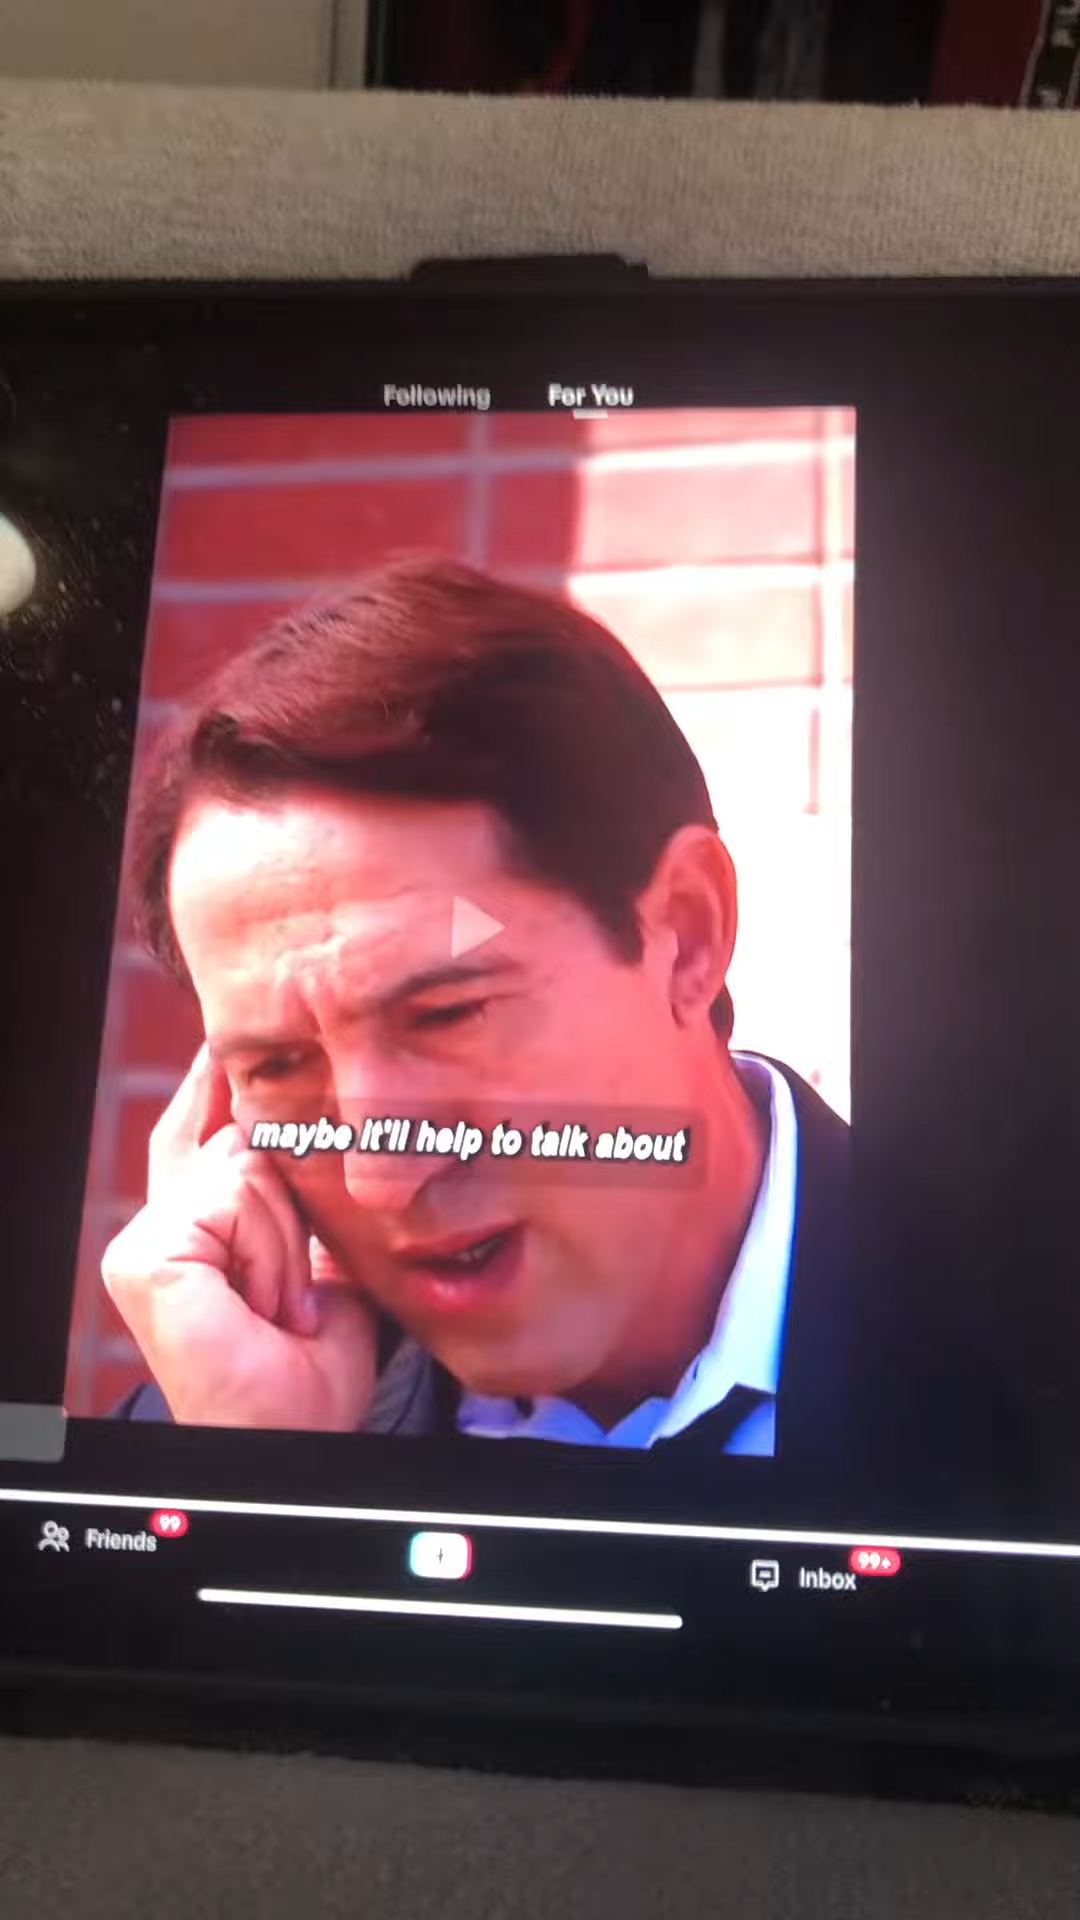 Following For You
maybe it'll help to talk about
Friends 99
Inbox 99+